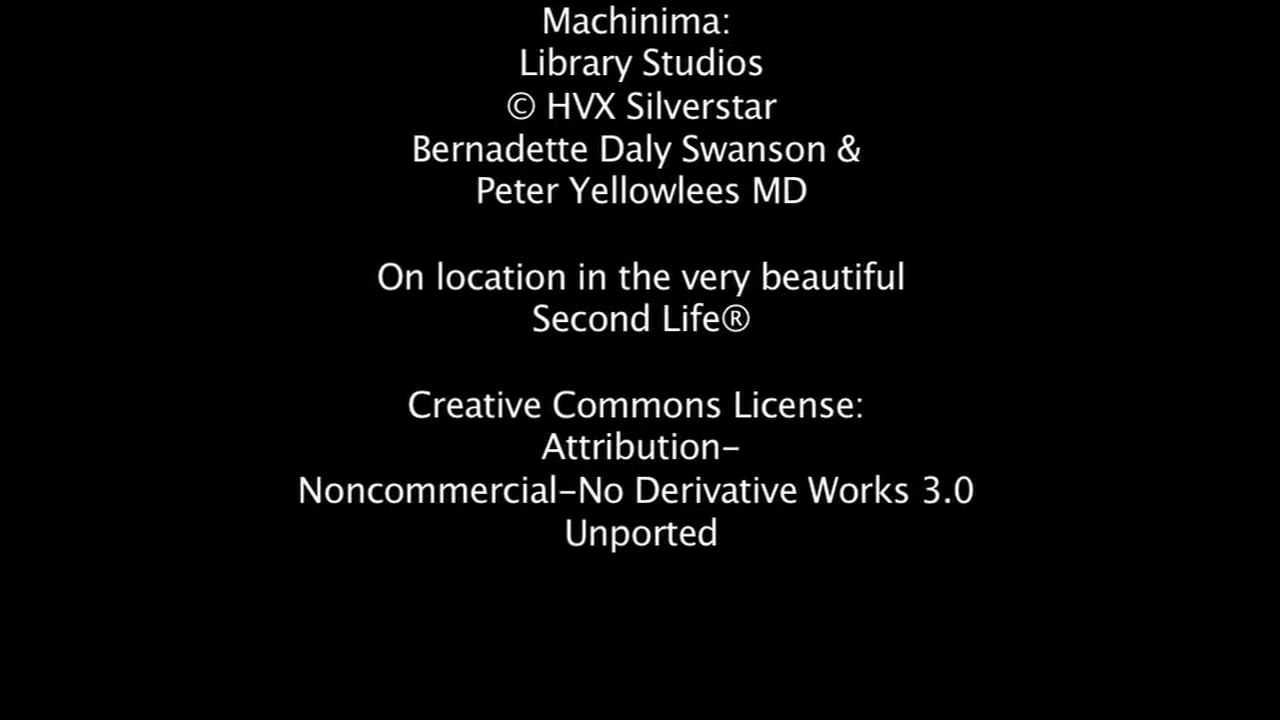 Machinima:
Library Studios
© HVX Silverstar
Bernadette Daly Swanson &
Peter Yellowlees MD
On location in the very beautiful
Second Life®
Creative Commons License:
Attribution–
Noncommercial–No Derivative Works 3.0
Unported